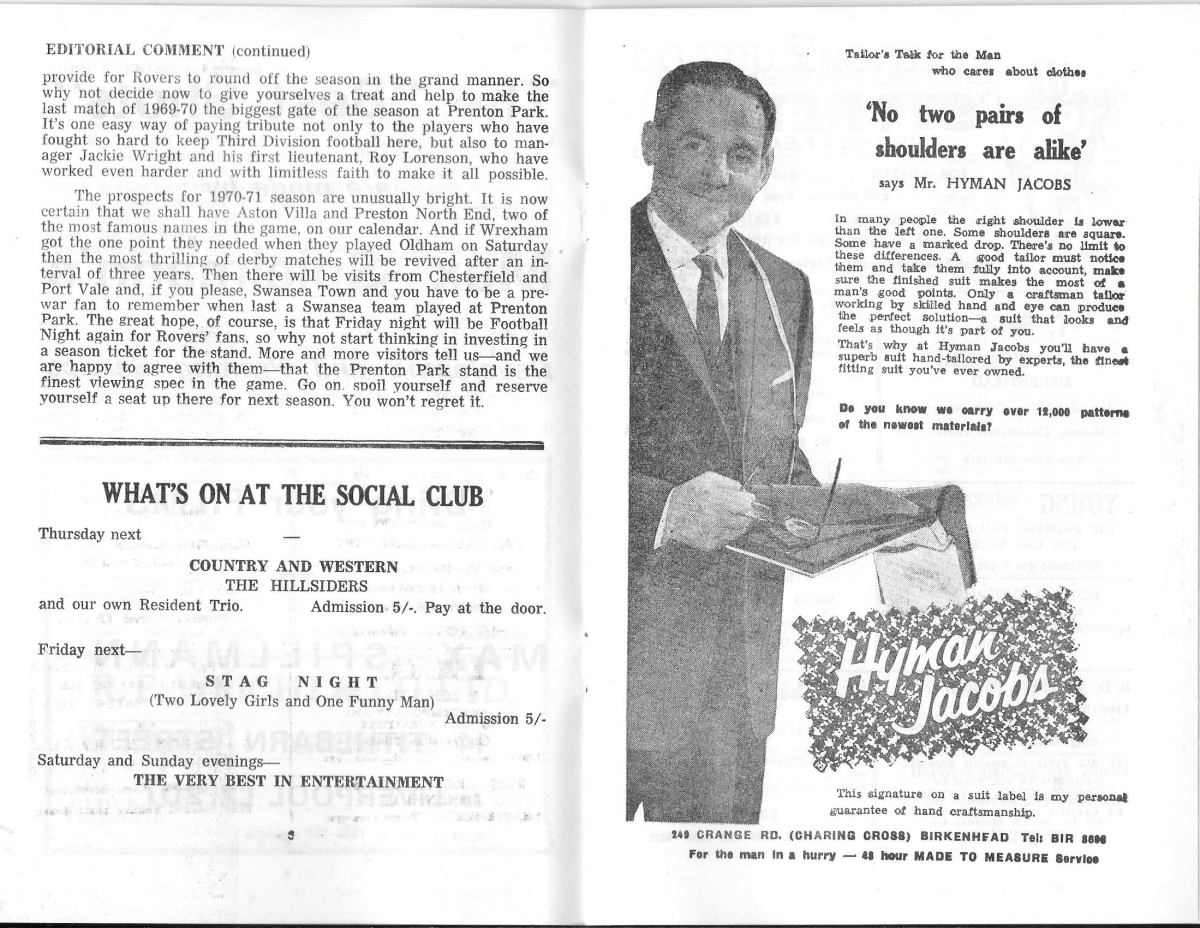 EDITORIAL COMMENT (continued)
provide for Rovers to round off the season in the grand manner. So
why not decide now to give yourselves a treat and help to make the
last match of 1969-70 the biggest gate of the season at Prenton Park.
It's one easy way of paying tribute not only to the players who have
fought so hard to keep Third Division football here, but also to man-
ager Jackie Wright and his first lieutenant, Roy Lorenson, who have
worked even harder and with limitless faith to make it all possible.
The prospects for 1970-71 season are unusually bright. It is now
certain that we shall have Aston Villa and Preston North End, two of
the most famous names in the game, on our calendar. And if Wrexham
got the one point they needed when they played Oldham on Saturday
then the most thrilling of derby matches will be revived after an in-
terval of three years. Then there will be visits from Chesterfield and
Port Vale and, if you please, Swansea Town and you have to be a pre-
war fan to remember when last a Swansea team played at Prenton
Park. The great hope, of course, is that Friday night will be Football
Night again for Rovers' fans, so why not start thinking in investing in
a season ticket for the stand. More and more visitors tell us—and we
are happy to agree with them—that the Prenton Park stand is the
finest viewing spec in the game. Go on, spoil yourself and reserve
yourself a seat up there for next season. You won't regret it.
WHAT'S ON AT THE SOCIAL CLUB
Thursday next —
COUNTRY AND WESTERN
THE HILLSIDERS
and our own Resident Trio. Admission 5/-. Pay at the door.
Friday next—
STAG NIGHT
(Two Lovely Girls and One Funny Man)
Admission 5/-
Saturday and Sunday evenings—
THE VERY BEST IN ENTERTAINMENT
Tailor's Talk for the Man
who cares about clothes
'No two pairs of
shoulders are alike'
says Mr. HYMAN JACOBS
In many people the right shoulder is lower
than the left one. Some shoulders are square.
Some have a marked drop. There's no limit to
these differences. A good tailor must notice
them and take them fully into account, make
sure the finished suit makes the most of a
man's good points. Only a craftsman tailor
working by skilled hand and eye can produce
the perfect solution—a suit that looks and
feels as though it's part of you.
That's why at Hyman Jacobs you'll have a
superb suit hand-tailored by experts, the finest
fitting suit you've ever owned.
Do you know we carry over 12,000 patterns
of the newest materials?
Hyman
Jacobs
This signature on a suit label is my personal
guarantee of hand craftsmanship.
249 GRANGE RD. (CHARING CROSS) BIRKENHEAD Tel: BIR 8696
For the man in a hurry — 48 hour MADE TO MEASURE Service